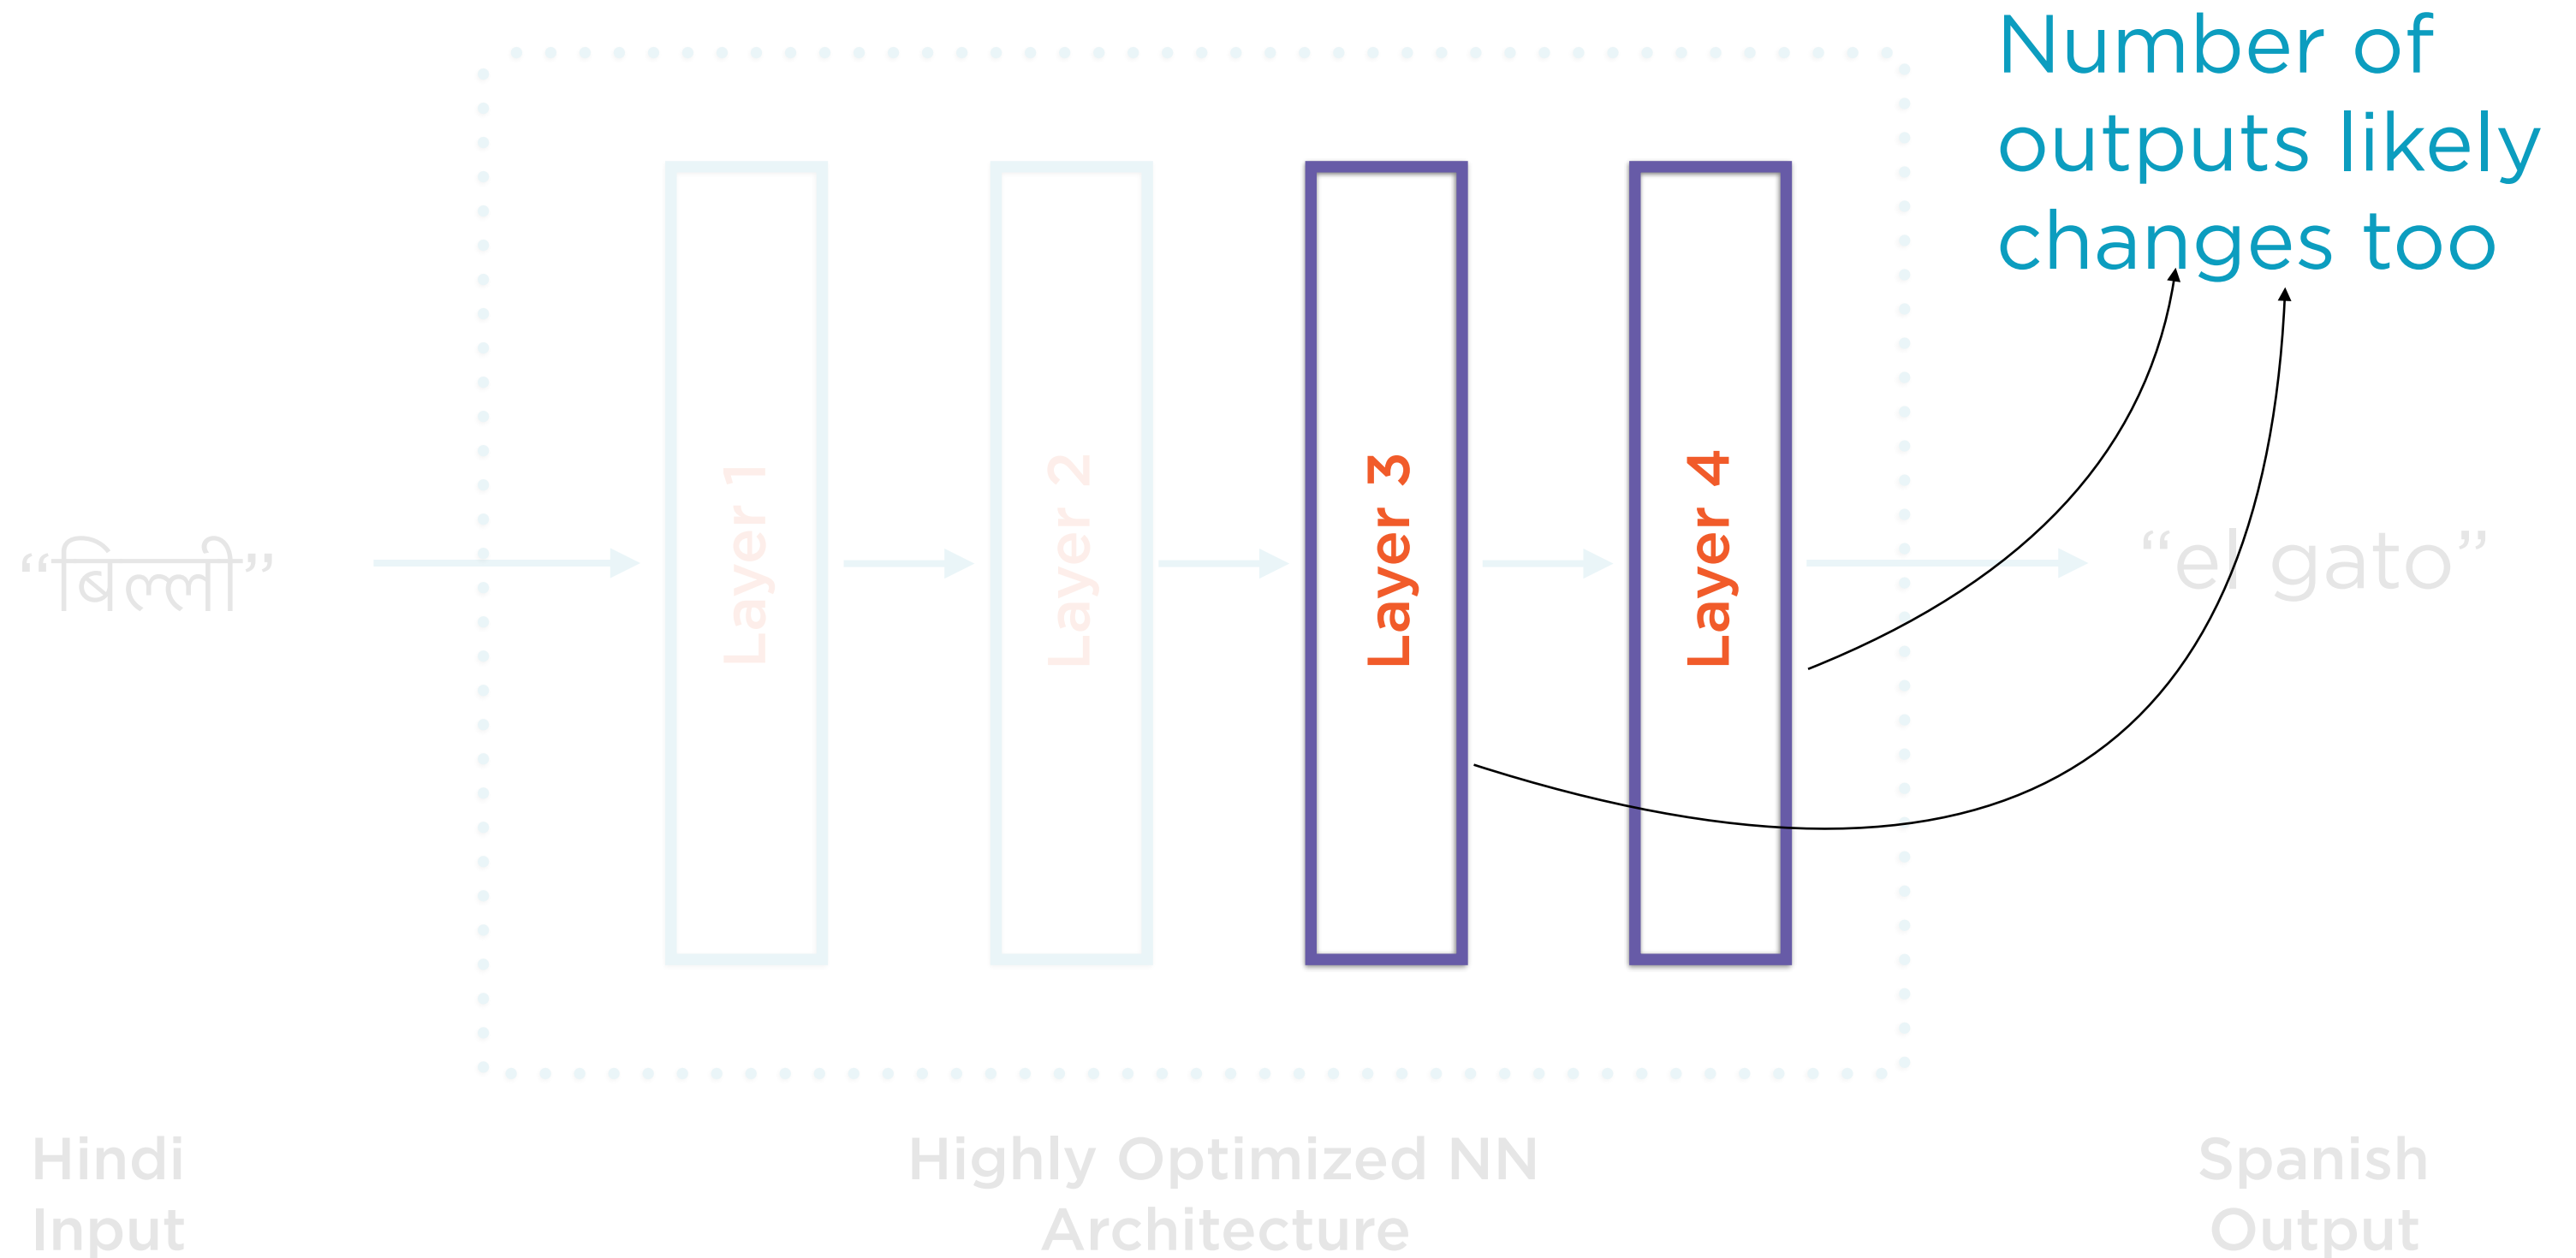 Number of
outputs likely
changes too
Layer 1
Layer 2
Layer 3
Layer 4
“बिल्ली”
“el gato”
Hindi
Input
Highly Optimized NN
Architecture
Spanish
Output